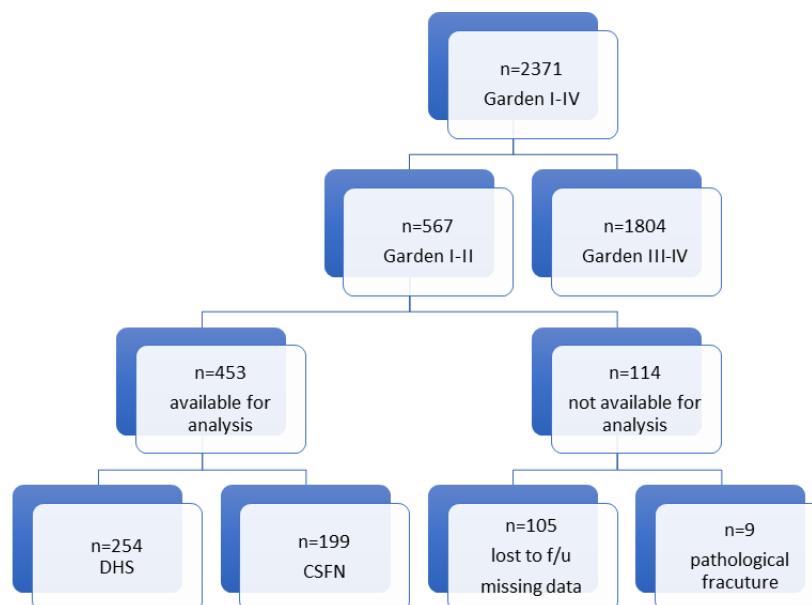 n=2371
Garden I-IV
n=567
Garden I-II
n=1804
Garden III-IV
n=453
available for
analysis
n=114
not available for
analysis
n=254
DHS
n=199
CSFN
n=105
lost to f/u
missing data
n=9
pathological
fracuture